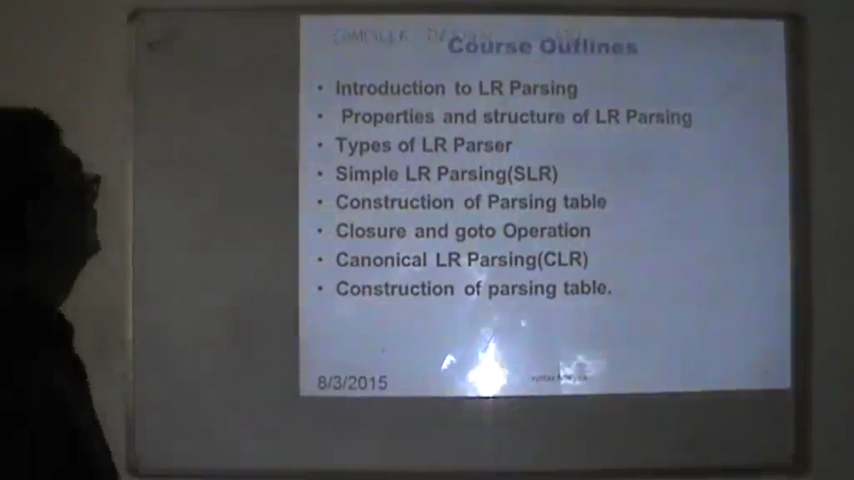 Course Outlines
• Introduction to LR Parsing
• Properties and structure of LR Parsing
• Types of LR Parser
• Simple LR Parsing(SLR)
• Construction of Parsing table
• Closure and goto Operation
• Canonical LR Parsing(CLR)
• Construction of parsing table.
8/3/2015